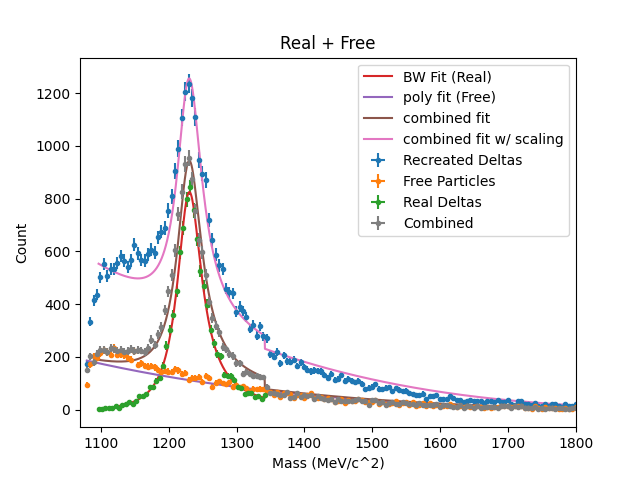 Real + Free
BW Fit (Real)
poly fit (Free)
combined fit
combined fit w/ scaling
Recreated Deltas
Free Particles
Real Deltas
Combined
Count
1200
1000
800
600
400
200
0
1100 1200 1300 1400 1500 1600 1700 1800
Mass (MeV/c^2)